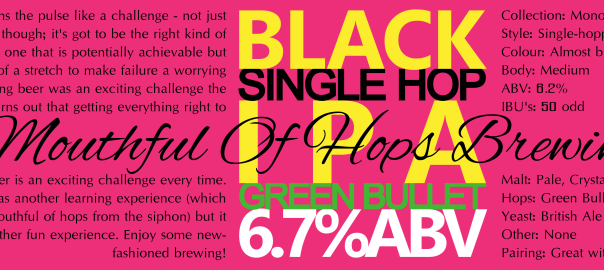 ns the pulse like a challenge - not just
though; it's got to be the right kind of
one that is potentially achievable but
of a stretch to make failure a worrying
ng beer was an exciting challenge the
rns out that getting everything right to
er is an exciting challenge every time.
as another learning experience (which
outhful of hops from the siphon) but it
ther fun experience. Enjoy some new-
fashioned brewing!
BLACK
SINGLE HOP
IPA
Mouthful Of Hops Brewin
GREEN BULLET
6.7%ABV
Collection: Mono
Style: Single-hopp
Colour: Almost b
Body: Medium
ABV: 6.2%
IBU's: 50 odd
Malt: Pale, Crysta
Hops: Green Bull
Yeast: British Ale
Other: None
Pairing: Great wit